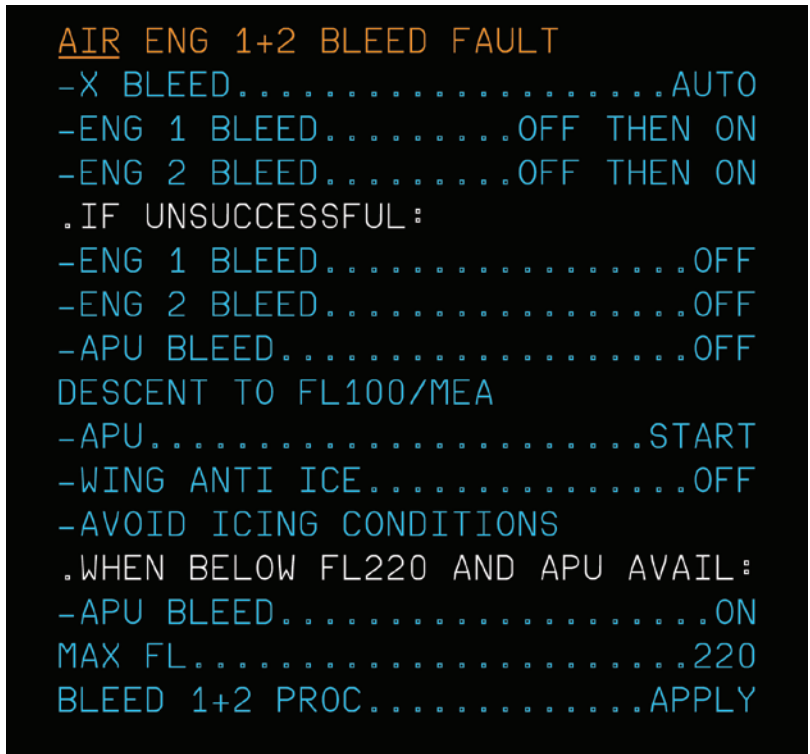 AIR ENG 1+2 BLEED FAULT
-X BLEED....................AUTO
-ENG 1 BLEED.........OFF THEN ON
-ENG 2 BLEED.........OFF THEN ON
.IF UNSUCCESSFUL:
-ENG 1 BLEED.................OFF
-ENG 2 BLEED.................OFF
-APU BLEED...................OFF
DESCENT TO FL100/MEA
-APU.......................START
-WING ANTI ICE...............OFF
-AVOID ICING CONDITIONS
.WHEN BELOW FL220 AND APU AVAIL:
-APU BLEED....................ON
MAX FL.......................220
BLEED 1+2 PROC.............APPLY